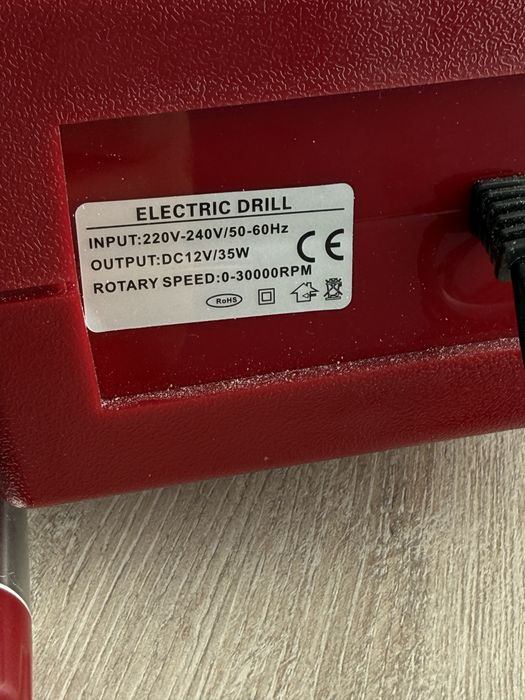 ELECTRIC DRILL
INPUT:220V-240V/50-60Hz
OUTPUT:DC12V/35W
CE
ROTARY SPEED:0-30000RPM
RoHS